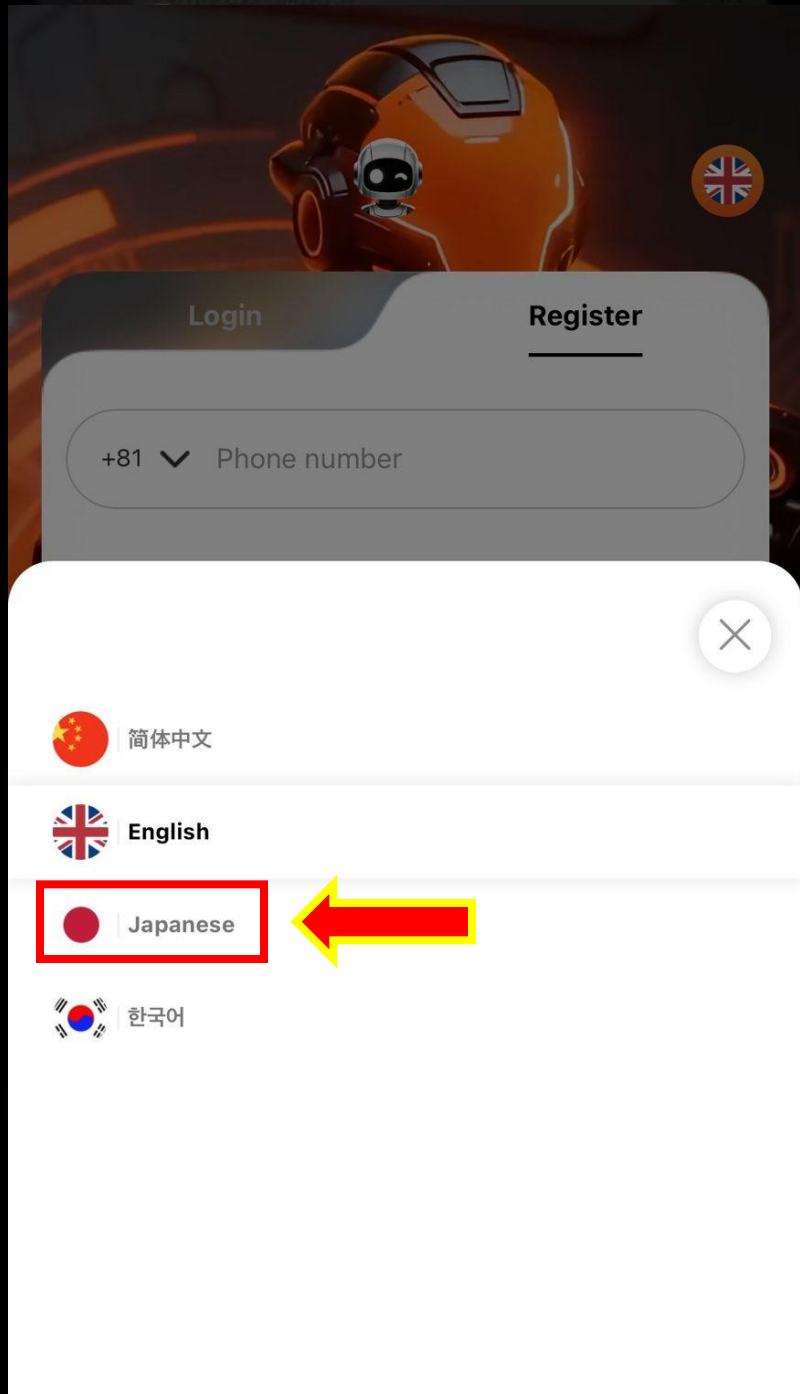 Login
Register
+81 Phone number
简体中文
English
Japanese
한국어